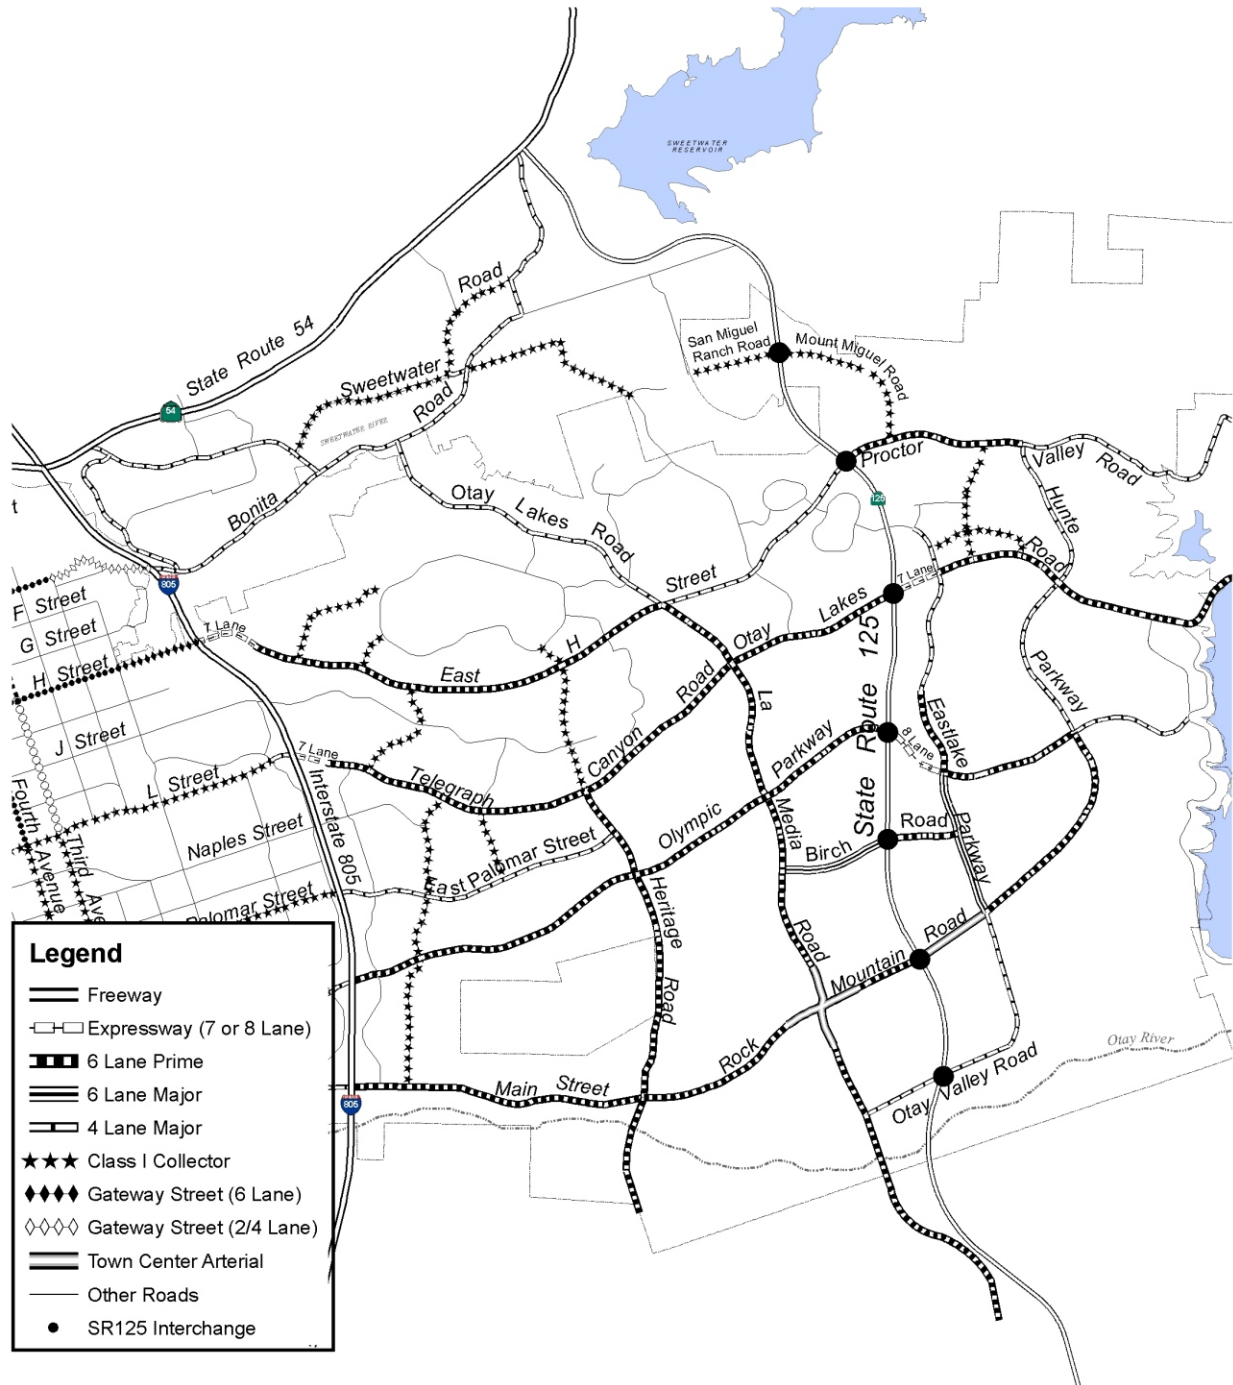 SWEETWATER
RESERVOIR
Road
State Route 54
54
San Miguel
Ranch Road
Mount Miguel Road
Sweetwater
Road
SWEETWATER RIVER
Proctor
Valley
Road
t
Otay
Lakes
Road
125
Hunte
Bonita
Road
7 Lane
805
Street
F Street
G Street
7 Lane
Lakes
H Street
H
Otay
125
East
Road
La
Parkway
J Street
Route
Eastlake
8 Lane
7 Lane
Canyon
Parkway
L Street
Telegraph
Interstate 805
Olympic
Media
State
Road
Fourth
Avenue
Third
Ave
Naples Street
Birch
Parkway
East Palomar Street
Palomar Street
Heritage
Road
Road
Road
Mountain
Rock
Otay River
Main Street
Otay Valley Road
805
Legend
Freeway
Expressway (7 or 8 Lane)
6 Lane Prime
6 Lane Major
4 Lane Major
Class I Collector
Gateway Street (6 Lane)
Gateway Street (2/4 Lane)
Town Center Arterial
Other Roads
SR125 Interchange